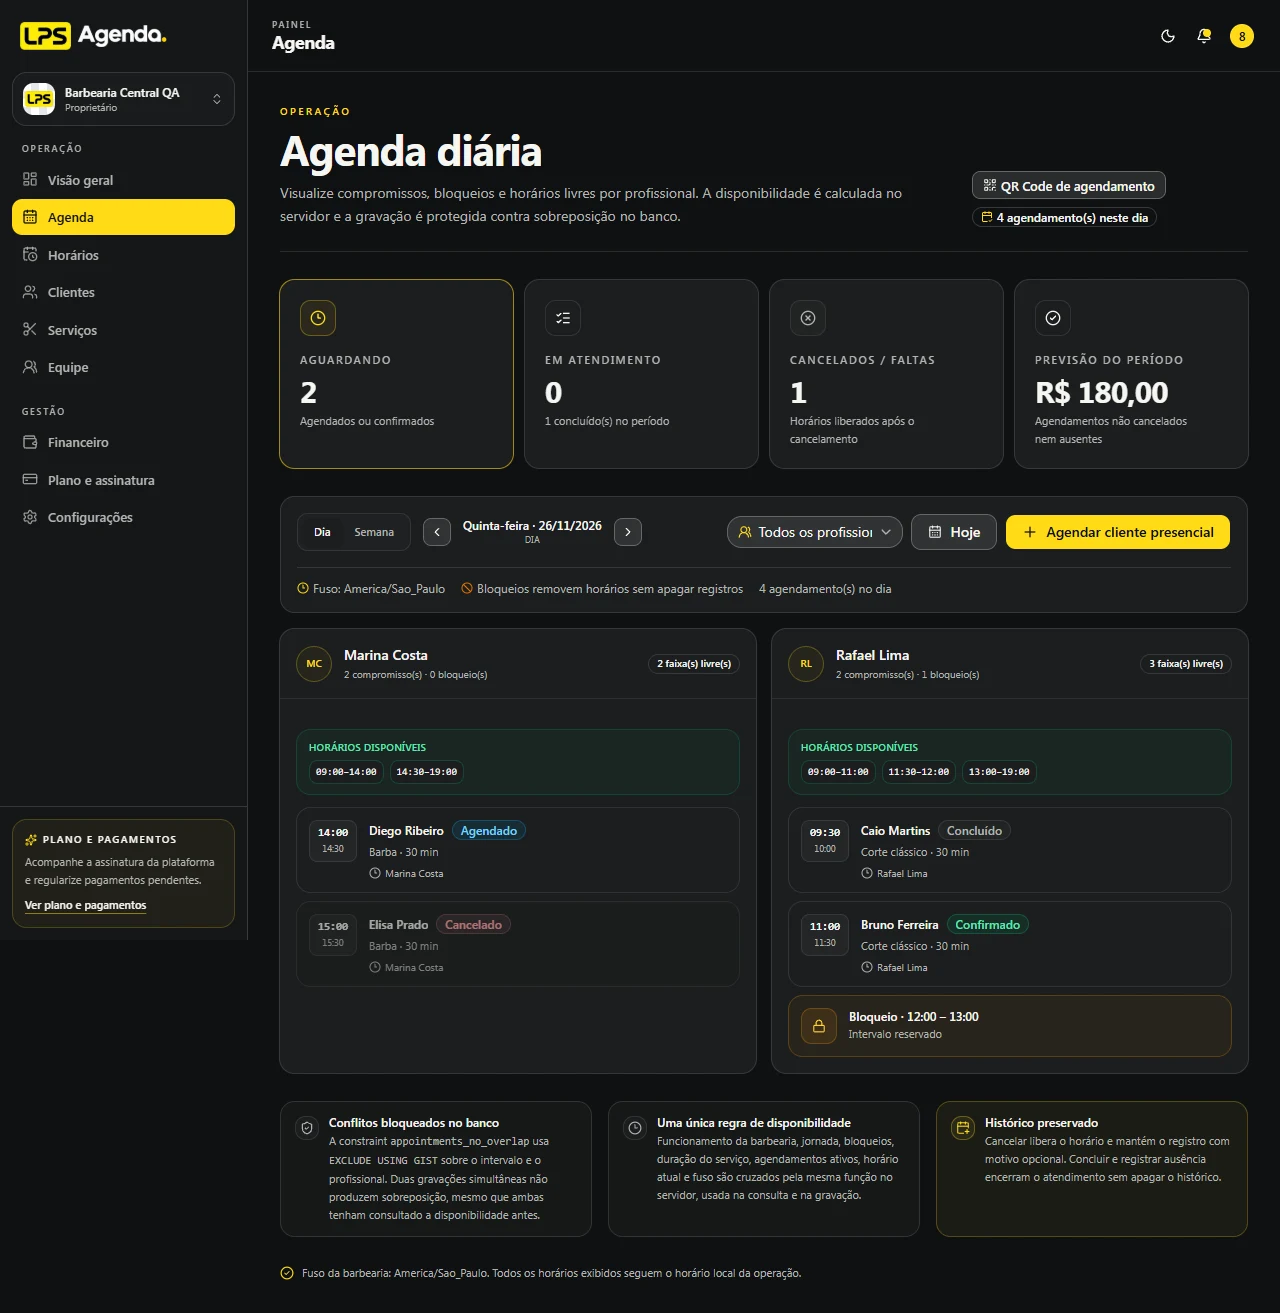 LPS Agenda.
LPS
Barbearia Central QA
Proprietário
OPERAÇÃO
Visão geral
Agenda
Horários
Clientes
Serviços
Equipe
GESTÃO
Financeiro
Plano e assinatura
Configurações
PLANO E PAGAMENTOS
Acompanhe a assinatura da plataforma
e regularize pagamentos pendentes.
Ver plano e pagamentos
PAINEL
Agenda
8
OPERAÇÃO
Agenda diária
Visualize compromissos, bloqueios e horários livres por profissional. A disponibilidade é calculada no
servidor e a gravação é protegida contra sobreposição no banco.
QR Code de agendamento
4 agendamento(s) neste dia
AGUARDANDO
2
Agendados ou confirmados
EM ATENDIMENTO
0
1 concluído(s) no período
CANCELADOS / FALTAS
1
Horários liberados após o
cancelamento
PREVISÃO DO PERÍODO
R$ 180,00
Agendamentos não cancelados
nem ausentes
Dia
Semana
Quinta-feira · 26/11/2026
DIA
Todos os profissior
Hoje
Agendar cliente presencial
Fuso: America/Sao_Paulo
Bloqueios removem horários sem apagar registros
4 agendamento(s) no dia
MC
Marina Costa
2 compromisso(s) · 0 bloqueio(s)
2 faixa(s) livre(s)
HORÁRIOS DISPONÍVEIS
09:00–14:00
14:30–19:00
14:00
14:30
Diego Ribeiro
Agendado
Barba · 30 min
Marina Costa
15:00
15:30
Elisa Prado
Cancelado
Barba · 30 min
Marina Costa
RL
Rafael Lima
2 compromisso(s) · 1 bloqueio(s)
3 faixa(s) livre(s)
HORÁRIOS DISPONÍVEIS
09:00–11:00
11:30–12:00
13:00–19:00
09:30
10:00
Caio Martins
Concluído
Corte clássico · 30 min
Rafael Lima
11:00
11:30
Bruno Ferreira
Confirmado
Corte clássico · 30 min
Rafael Lima
Bloqueio · 12:00 – 13:00
Intervalo reservado
Conflitos bloqueados no banco
A constraint appointments_no_overlap usa
EXCLUDE USING GIST sobre o intervalo e o
profissional. Duas gravações simultâneas não
produzem sobreposição, mesmo que ambas
tenham consultado a disponibilidade antes.
Uma única regra de disponibilidade
Funcionamento da barbearia, jornada, bloqueios,
duração do serviço, agendamentos ativos, horário
atual e fuso são cruzados pela mesma função no
servidor, usada na consulta e na gravação.
Histórico preservado
Cancelar libera o horário e mantém o registro com
motivo opcional. Concluir e registrar ausência
encerram o atendimento sem apagar o histórico.
Fuso da barbearia: America/Sao_Paulo. Todos os horários exibidos seguem o horário local da operação.